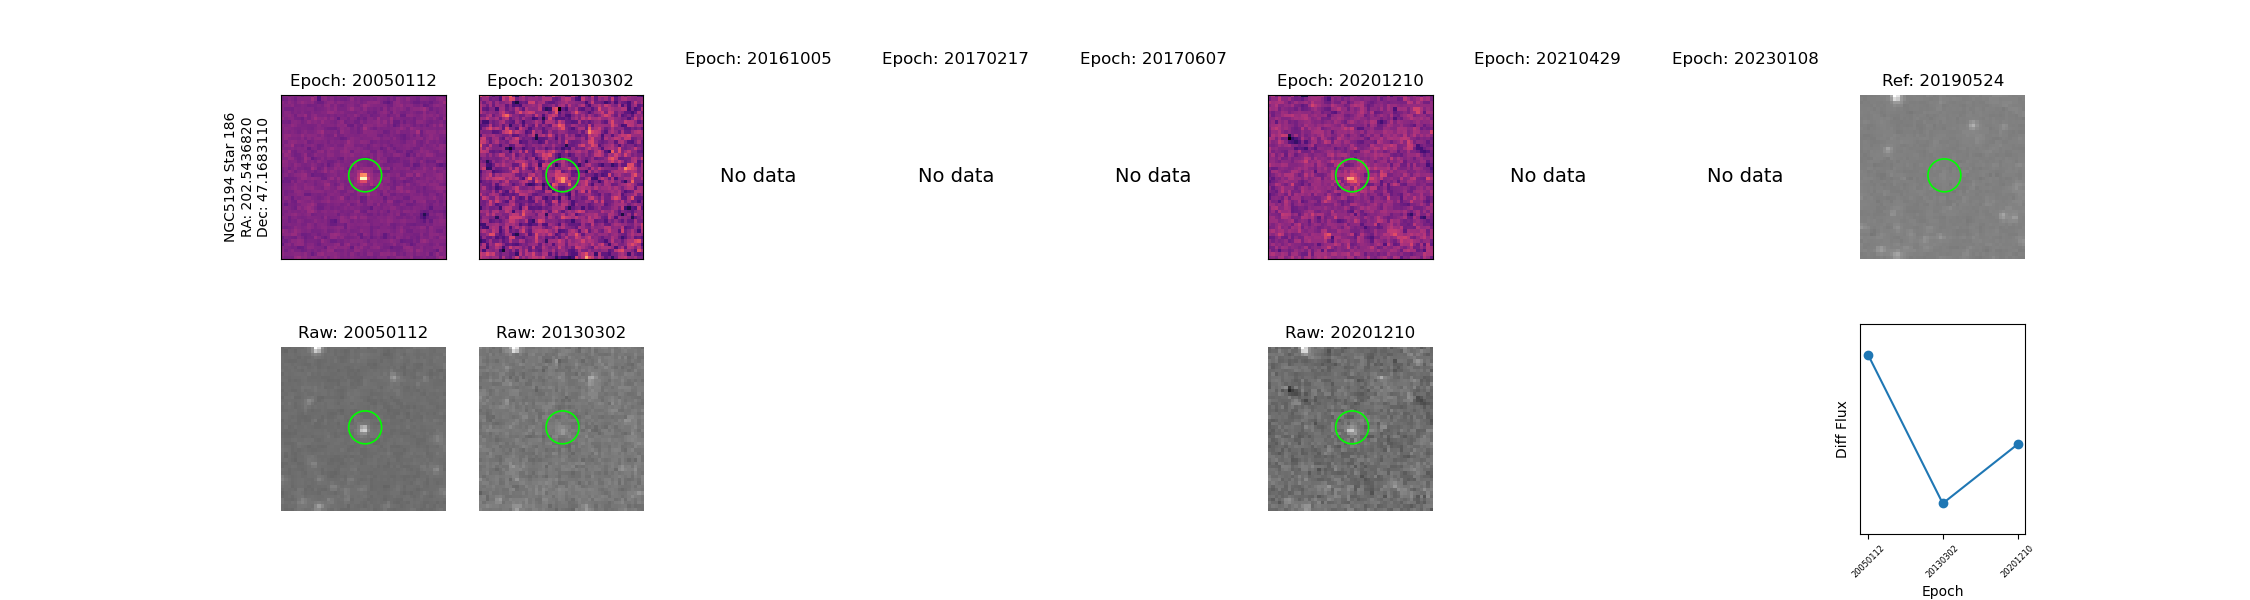 Epoch: 20050112
Epoch: 20130302
Epoch: 20161005
Epoch: 20170217
Epoch: 20170607
Epoch: 20201210
Epoch: 20210429
Epoch: 20230108
Ref: 20190524
NGC5194 Star 186
RA: 202.5436820
Dec: 47.1683110
No data
No data
No data
No data
No data
Raw: 20050112
Raw: 20130302
Raw: 20201210
Diff Flux
20050112
20130302
20201210
Epoch